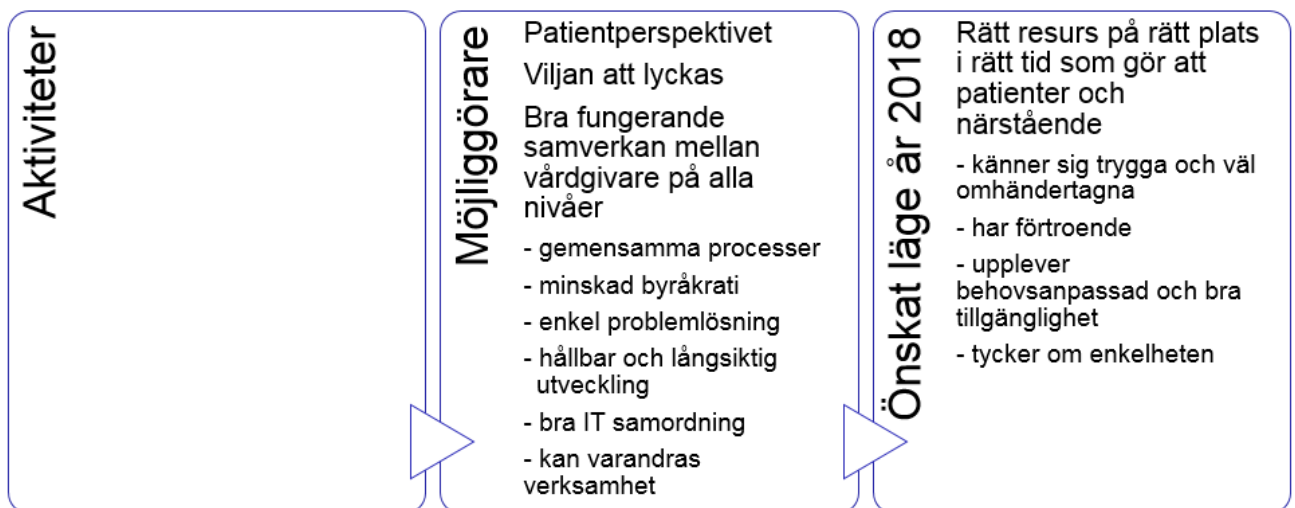 Aktiviteter
Möjliggörare
Patientperspektivet
Viljan att lyckas
Bra fungerande
samverkan mellan
vårdgivare på alla
nivåer
- gemensamma processer
- minskad byråkrati
- enkel problemlösning
- hållbar och långsiktig
utveckling
- bra IT samordning
- kan varandras
verksamhet
Önskat läge år 2018
Rätt resurs på rätt plats
i rätt tid som gör att
patienter och
närstående
- känner sig trygga och väl
omhändertagna
- har förtroende
- upplever
behovsanpassad och bra
tillgänglighet
- tycker om enkelheten